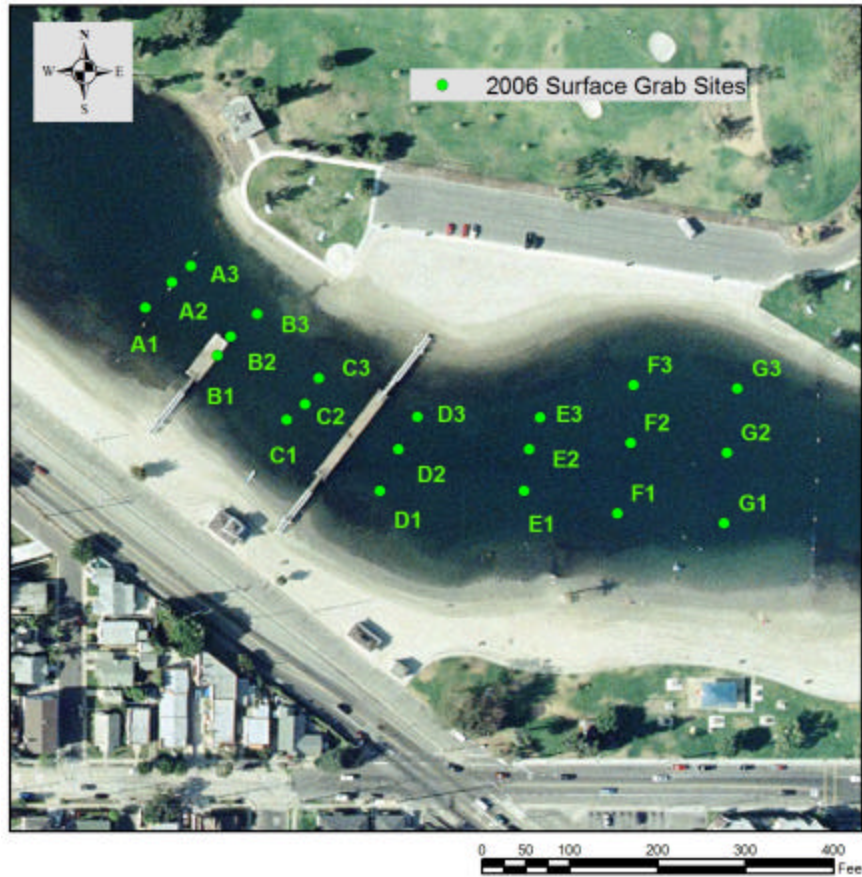 N
W E
S
2006 Surface Grab Sites
A3
A2
A1
B3
B2
B1
C3
C2
C1
D3
D2
D1
E3
E2
E1
F3
F2
F1
G3
G2
G1
0 50 100 200 300 400
Fee